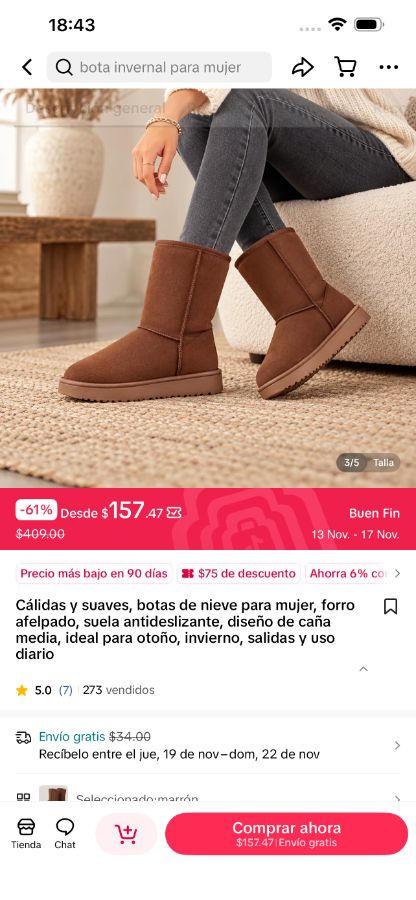 18:43
bota invernal para mujer
Descripción general
3/5 Talla
-61% Desde $157.47
Buen Fin
$409.00
13 Nov. - 17 Nov.
Precio más bajo en 90 días
$75 de descuento
Ahorra 6% co
Cálidas y suaves, botas de nieve para mujer, forro
afelpado, suela antideslizante, diseño de caña
media, ideal para otoño, invierno, salidas y uso
diario
5.0 (7) 273 vendidos
Envío gratis $34.00
Recíbelo entre el jue, 19 de nov–dom, 22 de nov
Seleccionado:marrón
Tienda
Chat
Comprar ahora
$157.47|Envío gratis